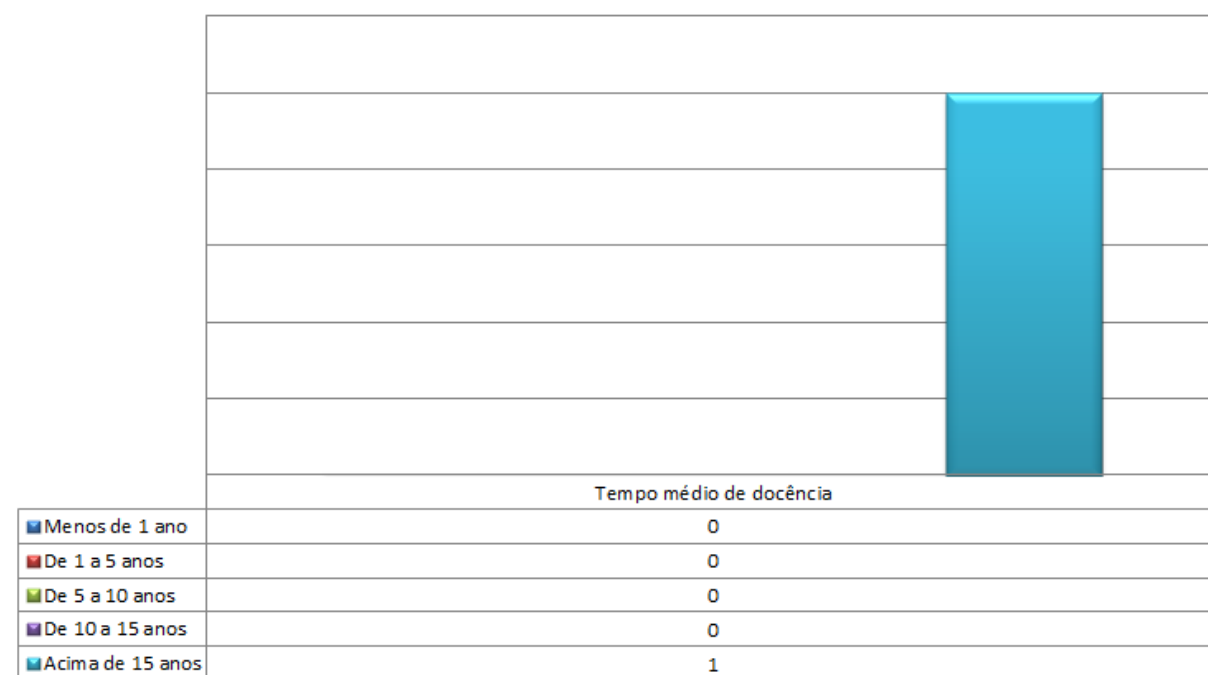 Tempo médio de docência
Menos de 1 ano 0
De 1 a 5 anos 0
De 5 a 10 anos 0
De 10 a 15 anos 0
Acima de 15 anos 1